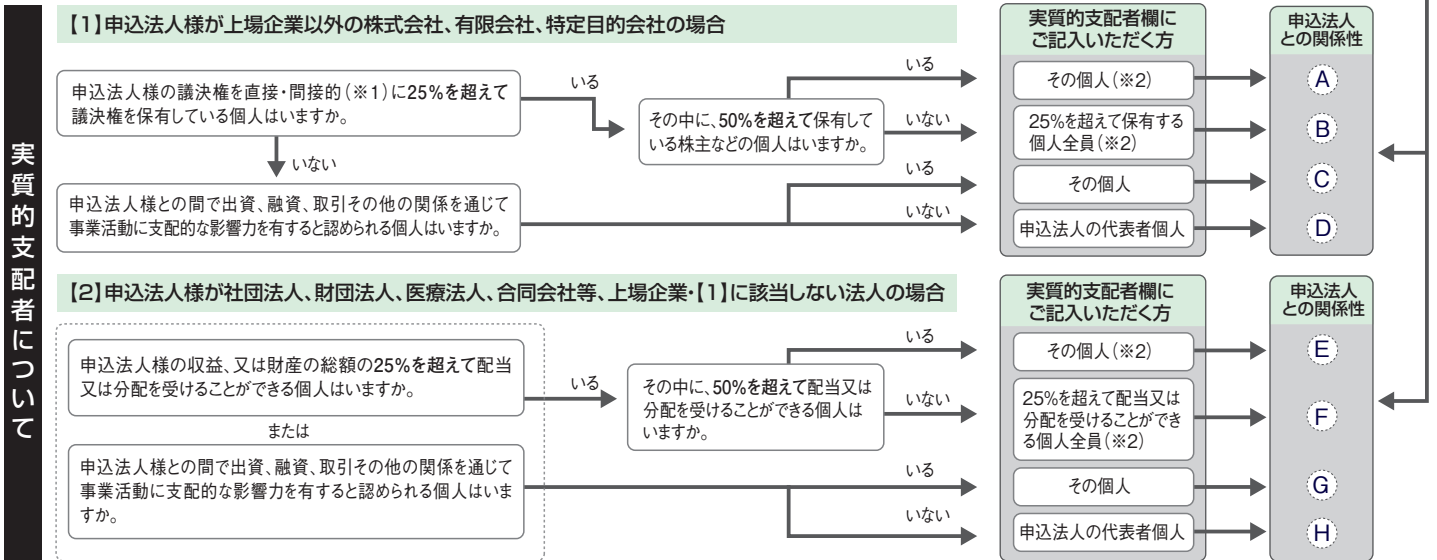 実質的支配者について
【1】申込法人様が上場企業以外の株式会社、有限会社、特定目的会社の場合
申込法人様の議決権を直接・間接的（※1）に25%を超えて
議決権を保有している個人はいますか。
いる
いない
その中に、50%を超えて保有して
いる株主などの個人はいますか。
いる
いない
申込法人様との間で出資、融資、取引その他の関係を通じて
事業活動に支配的な影響力を有すると認められる個人はいますか。
いる
いない
実質的支配者欄に
ご記入いただく方
その個人（※2）
25%を超えて保有する
個人全員（※2）
その個人
申込法人の代表者個人
申込法人
との関係性
A
B
C
D
【2】申込法人様が社団法人、財団法人、医療法人、合同会社等、上場企業・【1】に該当しない法人の場合
申込法人様の収益、又は財産の総額の25%を超えて配当
又は分配を受けることができる個人はいますか。
または
申込法人様との間で出資、融資、取引その他の関係を通じて
事業活動に支配的な影響力を有すると認められる個人はいま
すか。
いる
その中に、50%を超えて配当又は
分配を受けることができる個人は
いますか。
いる
いない
いる
いない
実質的支配者欄に
ご記入いただく方
その個人（※2）
25%を超えて配当又は
分配を受けることができ
る個人全員（※2）
その個人
申込法人の代表者個人
申込法人
との関係性
E
F
G
H